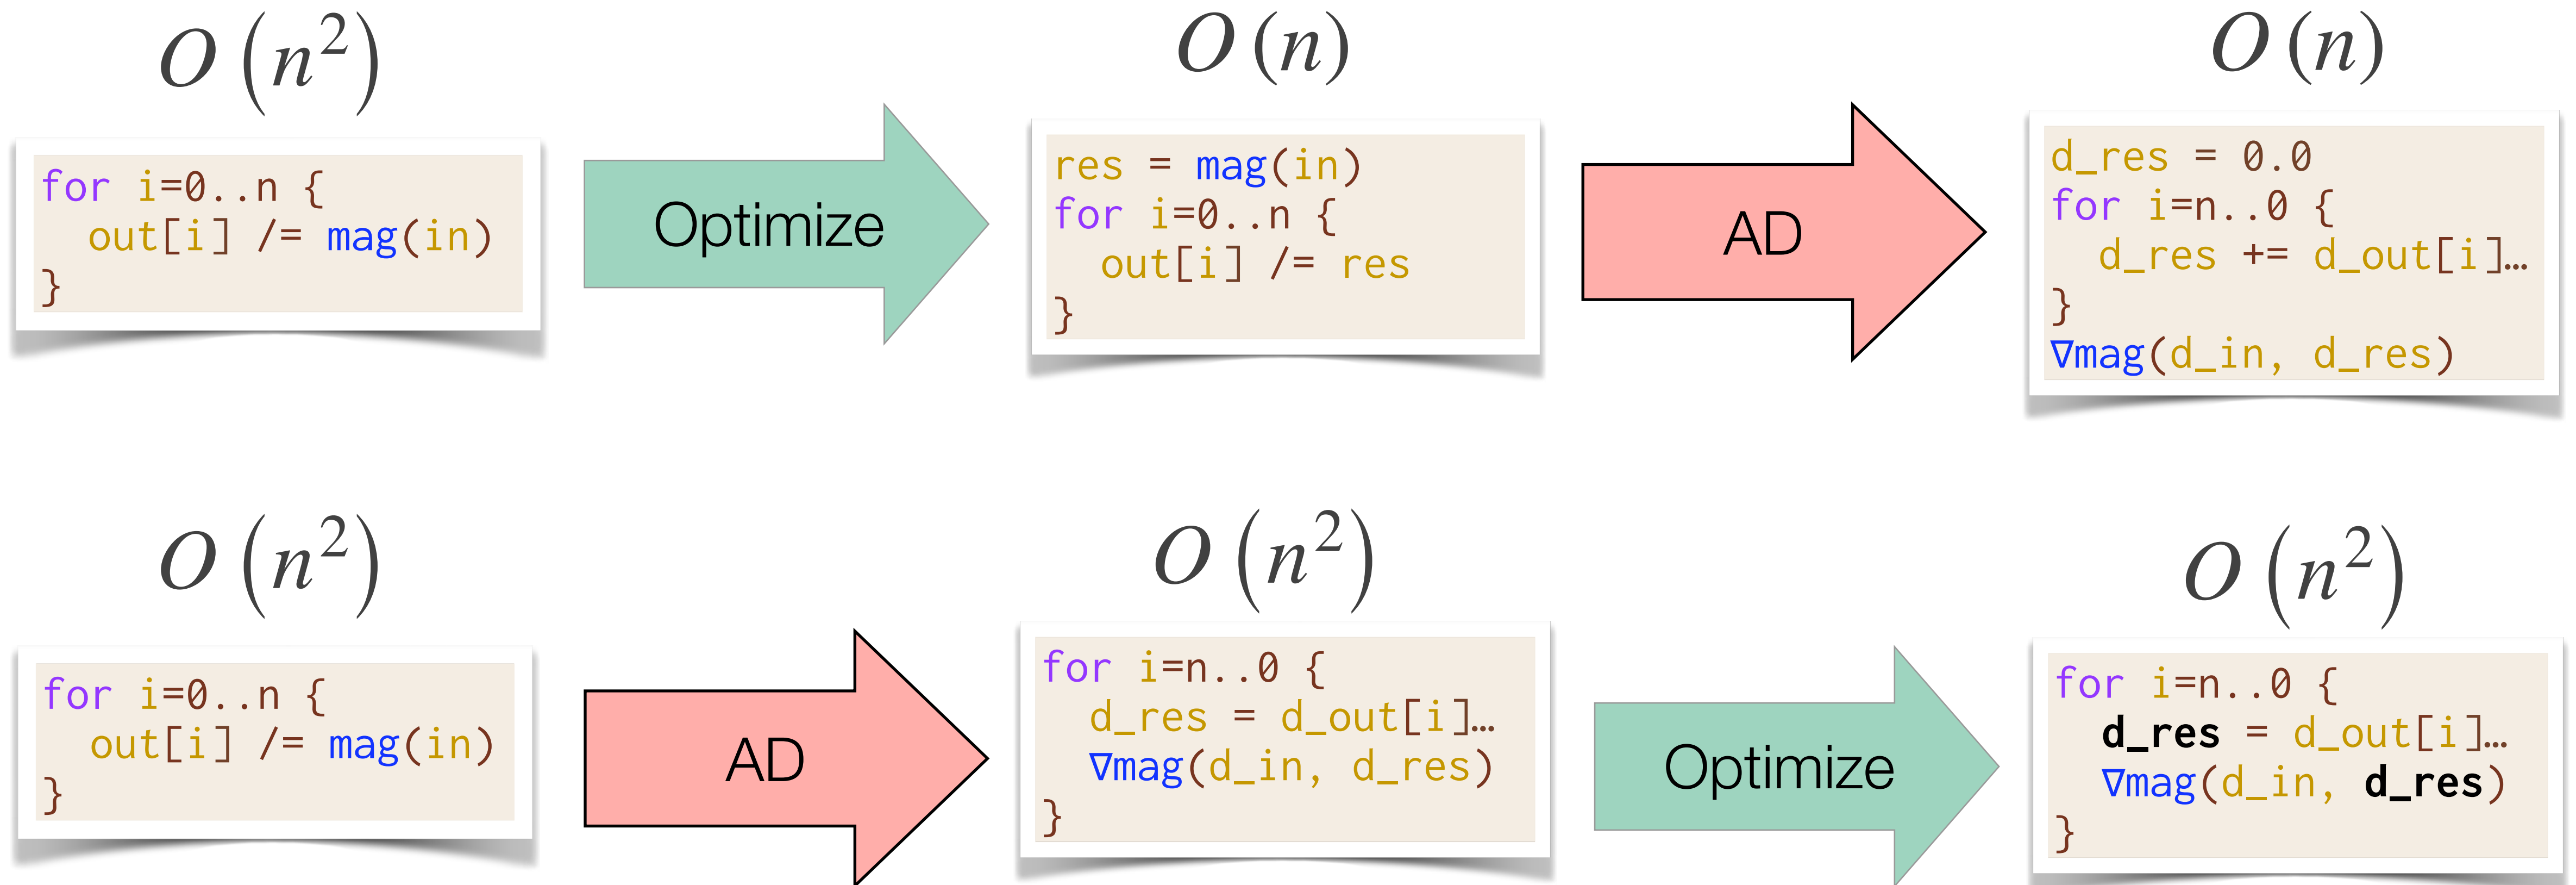 O (n²)
for i=0..n {
  out[i] /= mag(in)
}
Optimize
O (n)
res = mag(in)
for i=0..n {
  out[i] /= res
}
AD
O (n)
d_res = 0.0
for i=n..0 {
  d_res += d_out[i]…
}
∇mag(d_in, d_res)
O (n²)
for i=0..n {
  out[i] /= mag(in)
}
AD
O (n²)
for i=n..0 {
  d_res = d_out[i]…
  ∇mag(d_in, d_res)
}
Optimize
O (n²)
for i=n..0 {
  d_res = d_out[i]…
  ∇mag(d_in, d_res)
}